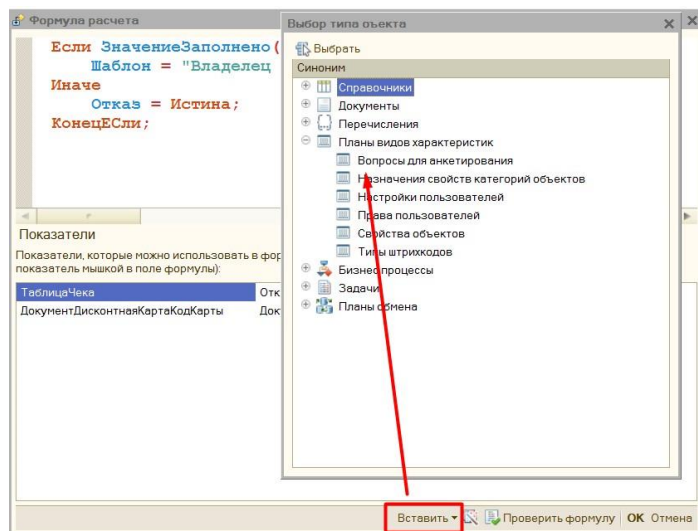 Формула расчета
Если ЗначениеЗаполнено(
Шаблон = "Владелец
Иначе
Отказ = Истина;
КонецЕсли;
Показатели
Показатели, которые можно использовать в фор
показатель мышкой в поле формулы):
ТаблицаЧека Отк
ДокументДисконтнаяКартаКодКарты Док
Выбор типа оъекта
Выбрать
Синоним
Справочники
Документы
Перечисления
Планы видов характеристик
Вопросы для анкетирования
Назначения свойств категорий объектов
Настройки пользователей
Права пользователей
Свойства объектов
Типы штрихкодов
Бизнес процессы
Задачи
Планы обмена
Вставить Проверить формулу OK Отмена